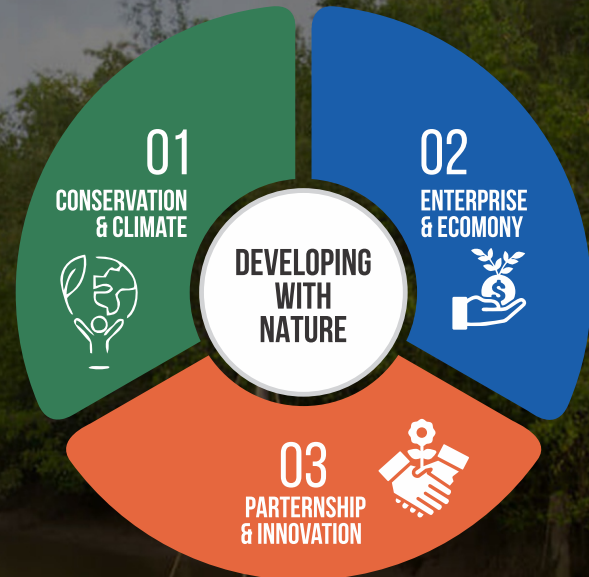 01
CONSERVATION
& CLIMATE
02
ENTERPRISE
& ECOMONY
$
DEVELOPING
WITH
NATURE
03
PARTERNSHIP
& INNOVATION